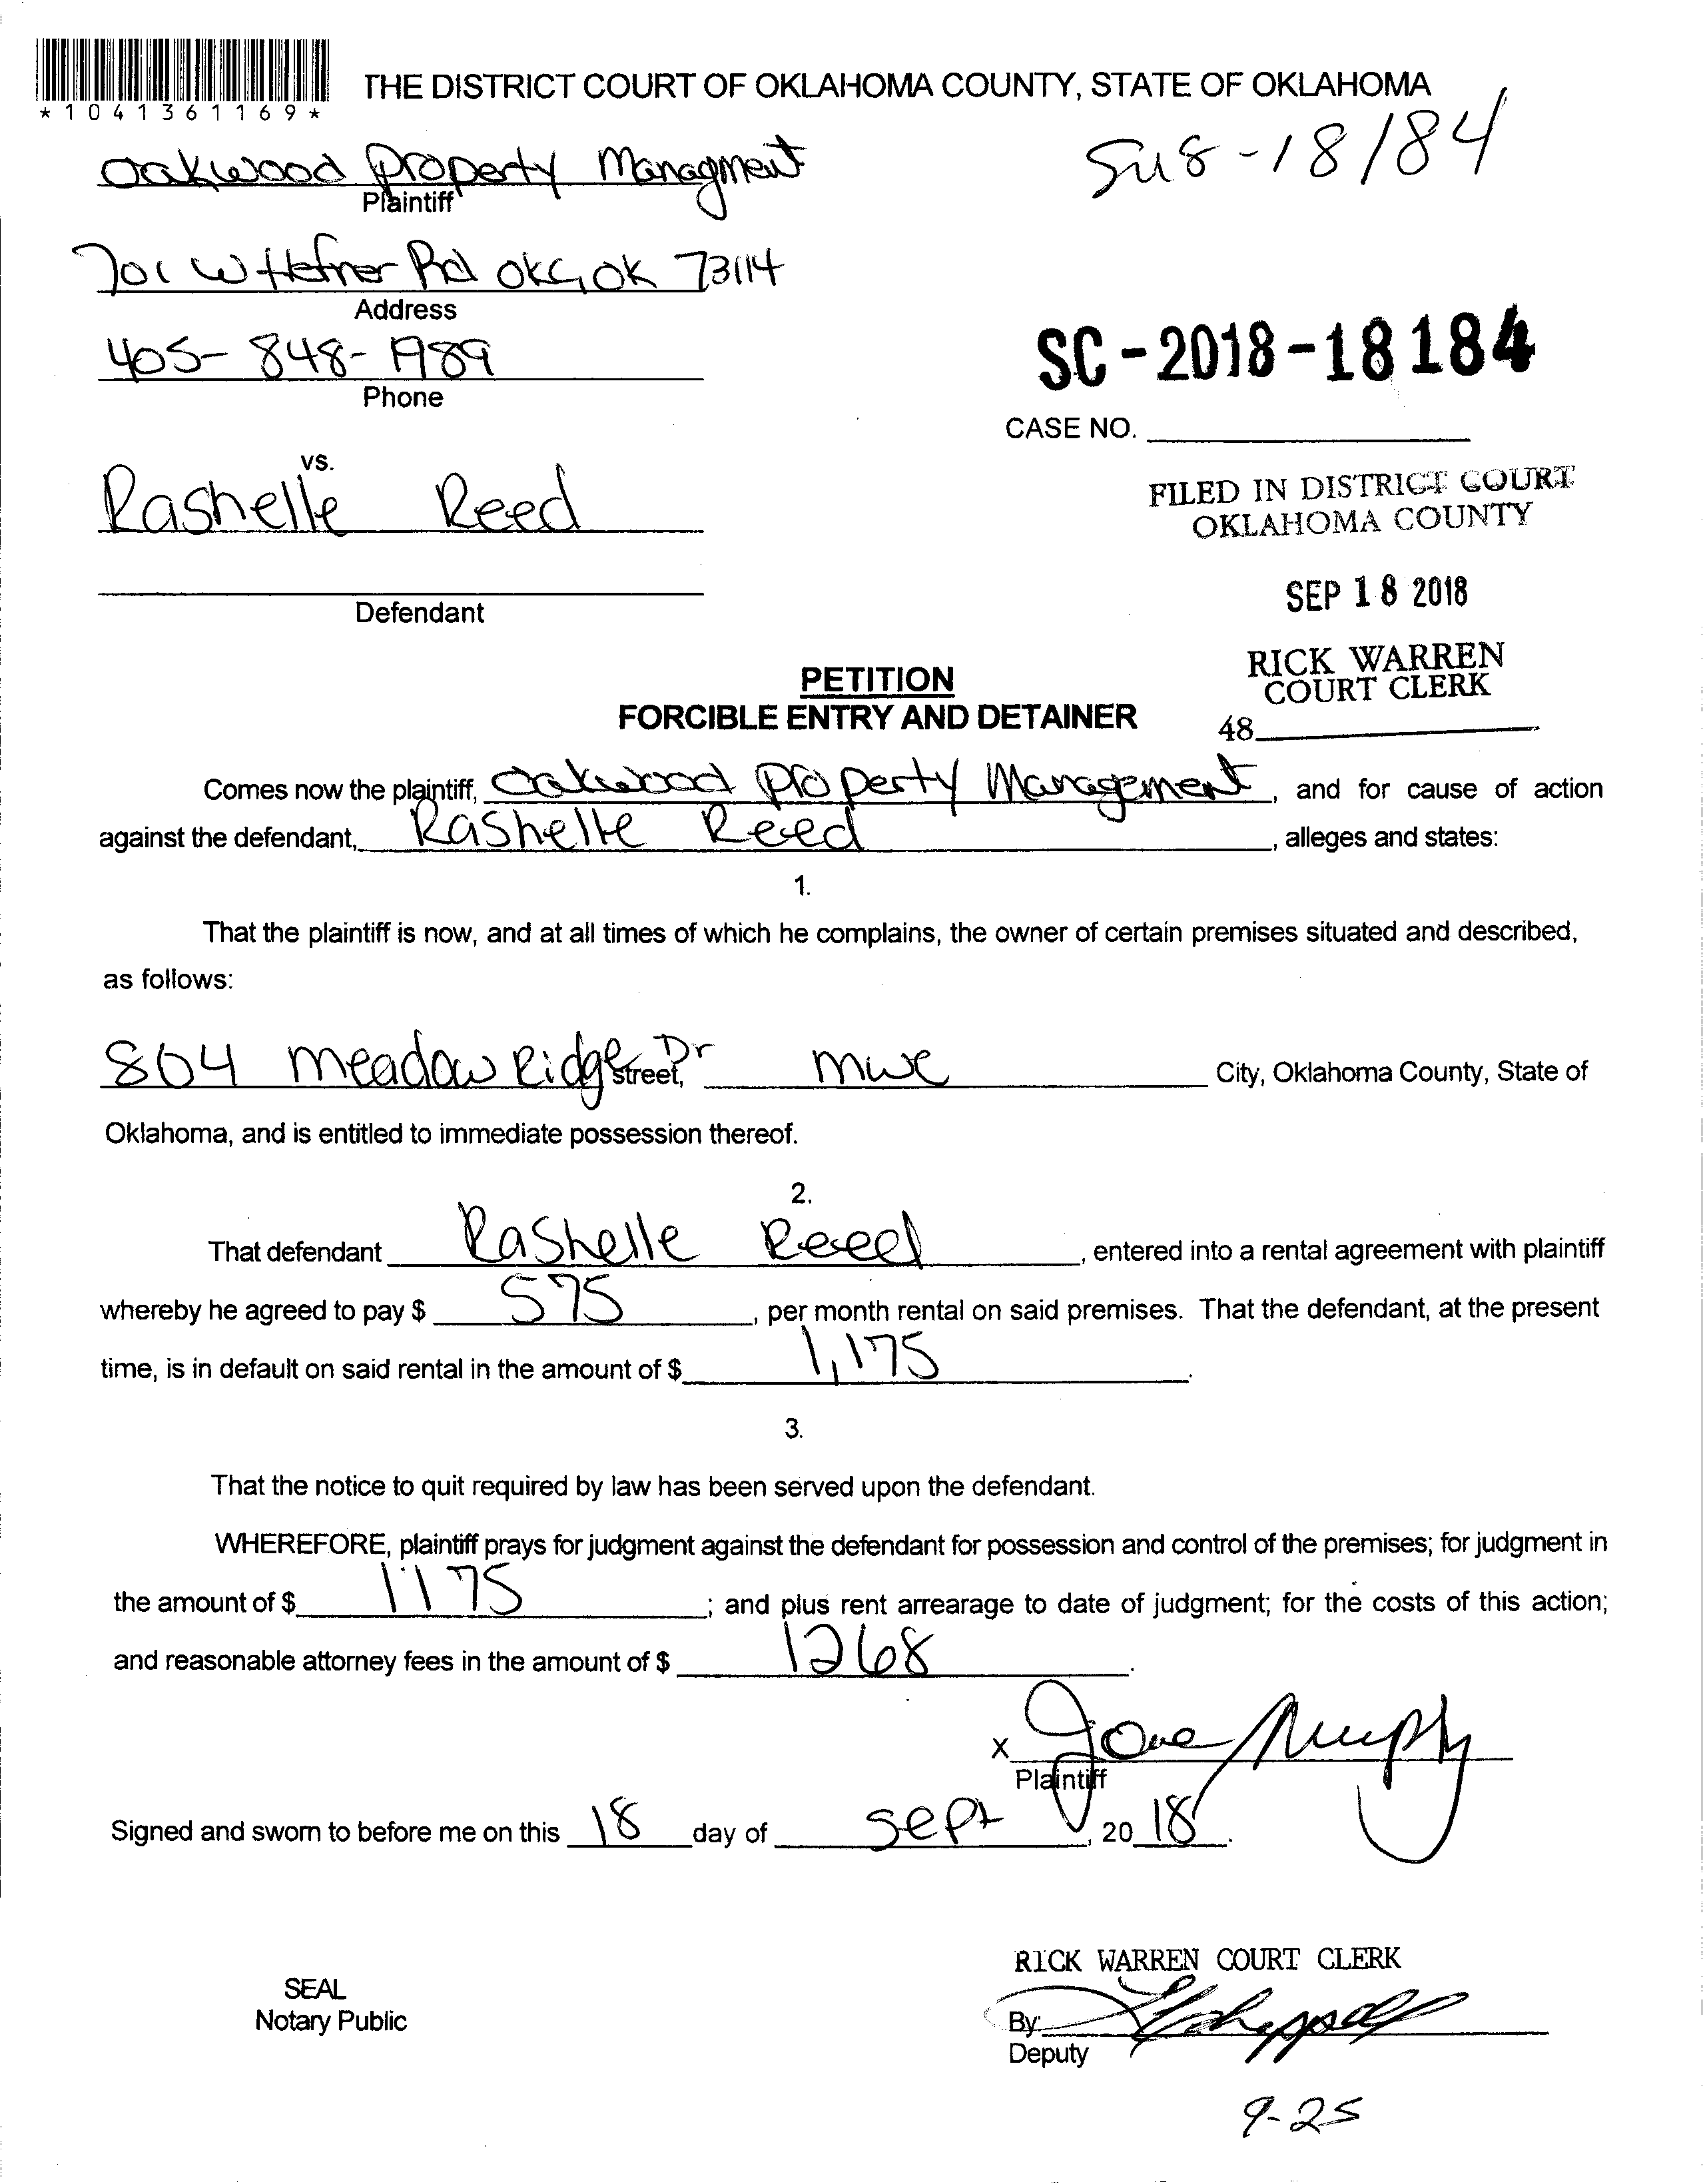 *1041361169*
THE DISTRICT COURT OF OKLAHOMA COUNTY, STATE OF OKLAHOMA
Oakwood Property Managment
Plaintiff
701 W Hefner Rd OKC, OK 73114
Address
405-848-1989
Phone
SC-2018-18184
CASE NO.
vs.
Rashelle Reed
Defendant
FILED IN DISTRICT COURT
OKLAHOMA COUNTY
SEP 18 2018
RICK WARREN
COURT CLERK
48
PETITION
FORCIBLE ENTRY AND DETAINER
Comes now the plaintiff, Oakwood Property Management, and for cause of action
against the defendant, Rashelle Reed, alleges and states:
1.
That the plaintiff is now, and at all times of which he complains, the owner of certain premises situated and described,
as follows:
804 Meadow Ridge Dr Street, MWC City, Oklahoma County, State of
Oklahoma, and is entitled to immediate possession thereof.
2.
That defendant Rashelle Reed, entered into a rental agreement with plaintiff
whereby he agreed to pay $ 575, per month rental on said premises. That the defendant, at the present
time, is in default on said rental in the amount of $ 1,175.
3.
That the notice to quit required by law has been served upon the defendant.
WHEREFORE, plaintiff prays for judgment against the defendant for possession and control of the premises; for judgment in
the amount of $ 1175; and plus rent arrearage to date of judgment; for the costs of this action;
and reasonable attorney fees in the amount of $ 1268.
X Jane Murphy
Plaintiff
Signed and sworn to before me on this 18 day of Sept, 2018.
SEAL
Notary Public
RICK WARREN COURT CLERK
By:
Deputy
9-25